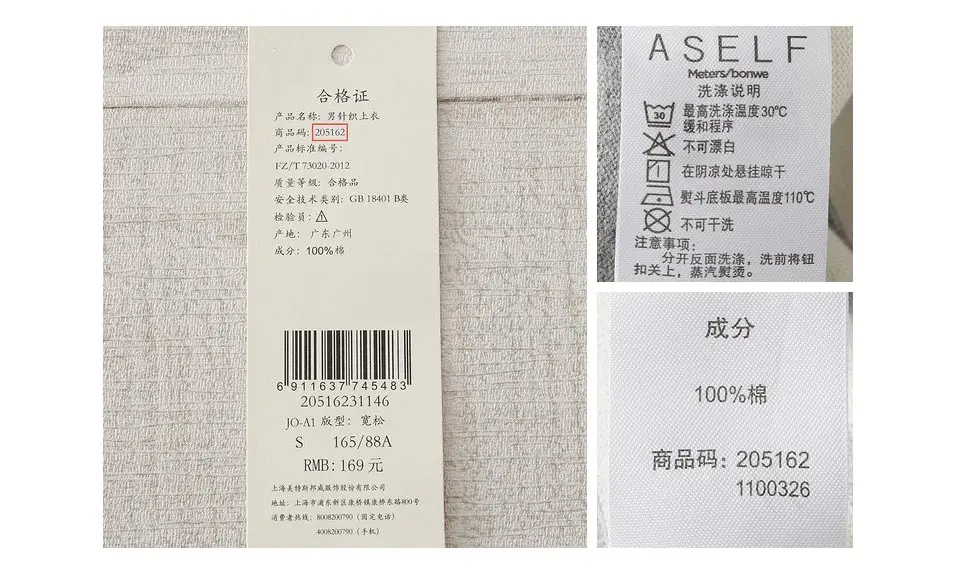 合格证
产品名称: 男针织上衣
商品码: 205162
产品标准编号:
FZ/T 73020-2012
质量等级: 合格品
安全技术类别: GB 18401 B类
检验员:
产地: 广东广州
成分: 100%棉
6 911637 745483
20516231146
JO-A1 版型: 宽松
S 165/88A
RMB: 169 元
上海美特斯邦威服饰股份有限公司
地址: 上海市浦东新区康桥镇康桥东路800号
消费者热线: 8008200790 (固定电话)
4008200790 (手机)
ASELF
Meters/bonwe
洗涤说明
30
最高洗涤温度30℃
缓和程序
不可漂白
在阴凉处悬挂晾干
熨斗底板最高温度110℃
不可干洗
注意事项:
分开反面洗涤，洗前将钮
扣关上，蒸汽熨烫。
成分
100%棉
商品码: 205162
1100326